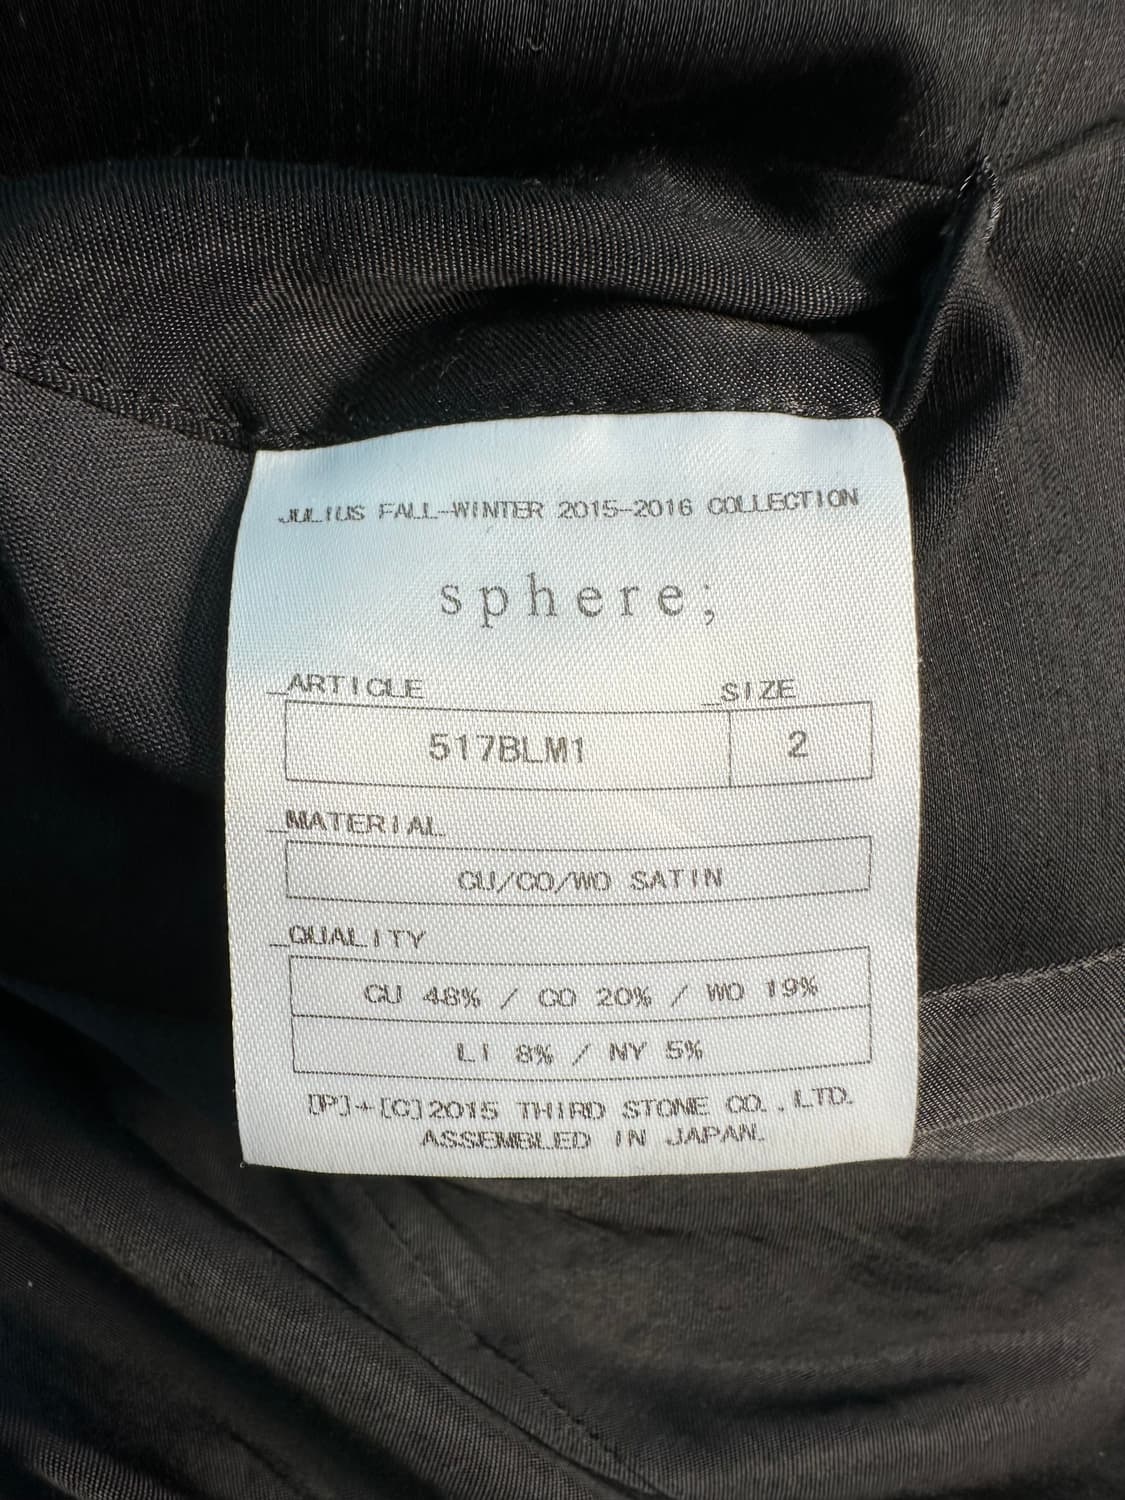 JULIUS FALL-WINTER 2015-2016 COLLECTION
sphere;
_ARTICLE _SIZE
517BLM1 2
_MATERIAL
CU/CO/WO SATIN
_QUALITY
CU 48% / CO 20% / WO 19%
LI 8% / NY 5%
[P]+[C]2015 THIRD STONE CO.,LTD.
ASSEMBLED IN JAPAN.